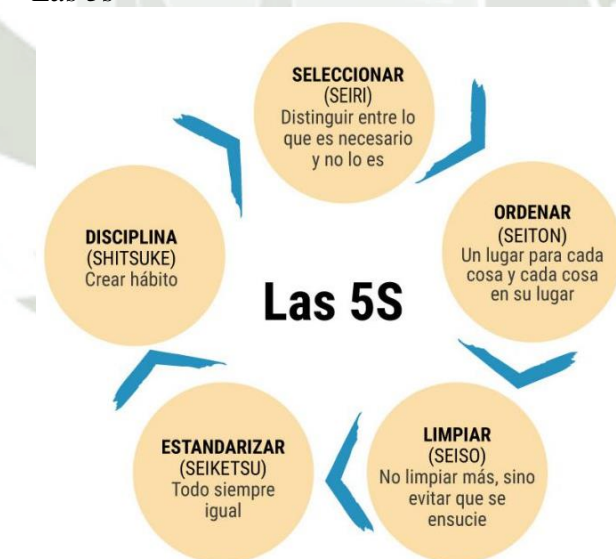 Las 5s
SELECCIONAR
(SEIRI)
Distinguir entre lo
que es necesario
y no lo es
ORDENAR
(SEITON)
Un lugar para cada
cosa y cada cosa
en su lugar
LIMPIAR
(SEISO)
No limpiar más, sino
evitar que se
ensucie
ESTANDARIZAR
(SEIKETSU)
Todo siempre
igual
DISCIPLINA
(SHITSUKE)
Crear hábito
Las 5S